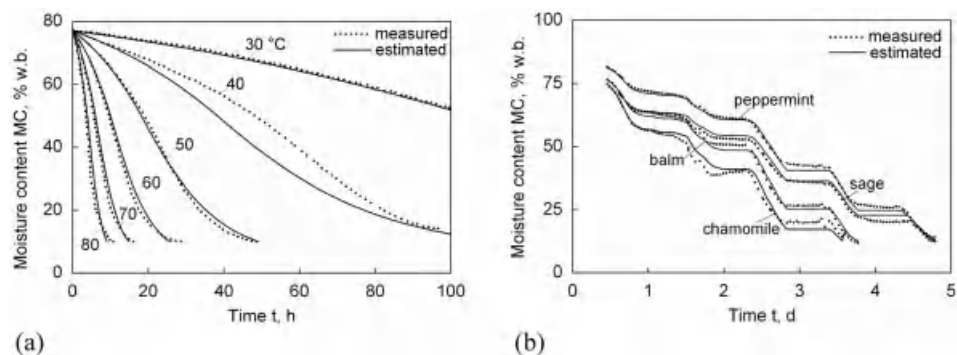 80
60
40
20
0
Moisture content MC, % w.b.
30 °C
40
50
60
70
80
measured
estimated
0 20 40 60 80 100
Time t, h
(a)
100
75
50
25
0
Moisture content MC, % w.b.
measured
estimated
peppermint
balm
sage
chamomile
0 1 2 3 4 5
Time t, d
(b)